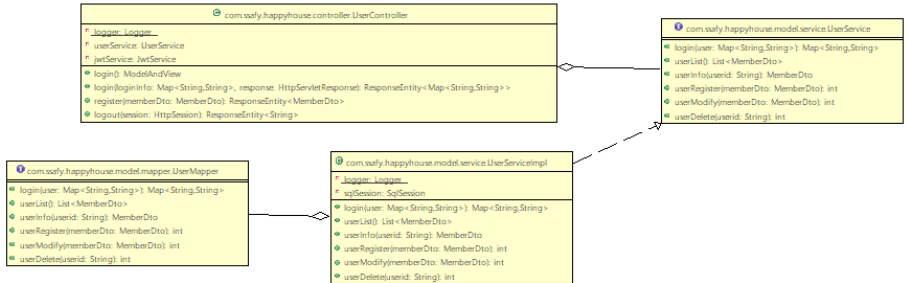 com.ssafy.happyhouse.controller.UserController
logger: Logger
userService: UserService
jwtService: JwtService
login(): ModelAndView
login(loginInfo: Map<String,String>, response: HttpServletResponse): ResponseEntity<Map<String,String>>
register(memberDto: MemberDto): ResponseEntity<MemberDto>
logout(session: HttpSession): ResponseEntity<String>
com.ssafy.happyhouse.model.service.UserService
login(user: Map<String,String>): Map<String,String>
userList(): List<MemberDto>
userInfo(userid: String): MemberDto
userRegister(memberDto: MemberDto): int
userModify(memberDto: MemberDto): int
userDelete(userid: String): int
com.ssafy.happyhouse.model.mapper.UserMapper
login(user: Map<String,String>): Map<String,String>
userList(): List<MemberDto>
userInfo(userid: String): MemberDto
userRegister(memberDto: MemberDto): int
userModify(memberDto: MemberDto): int
userDelete(userid: String): int
com.ssafy.happyhouse.model.service.UserServiceImpl
logger: Logger
sqlSession: SqlSession
login(user: Map<String,String>): Map<String,String>
userList(): List<MemberDto>
userInfo(userid: String): MemberDto
userRegister(memberDto: MemberDto): int
userModify(memberDto: MemberDto): int
userDelete(userid: String): int